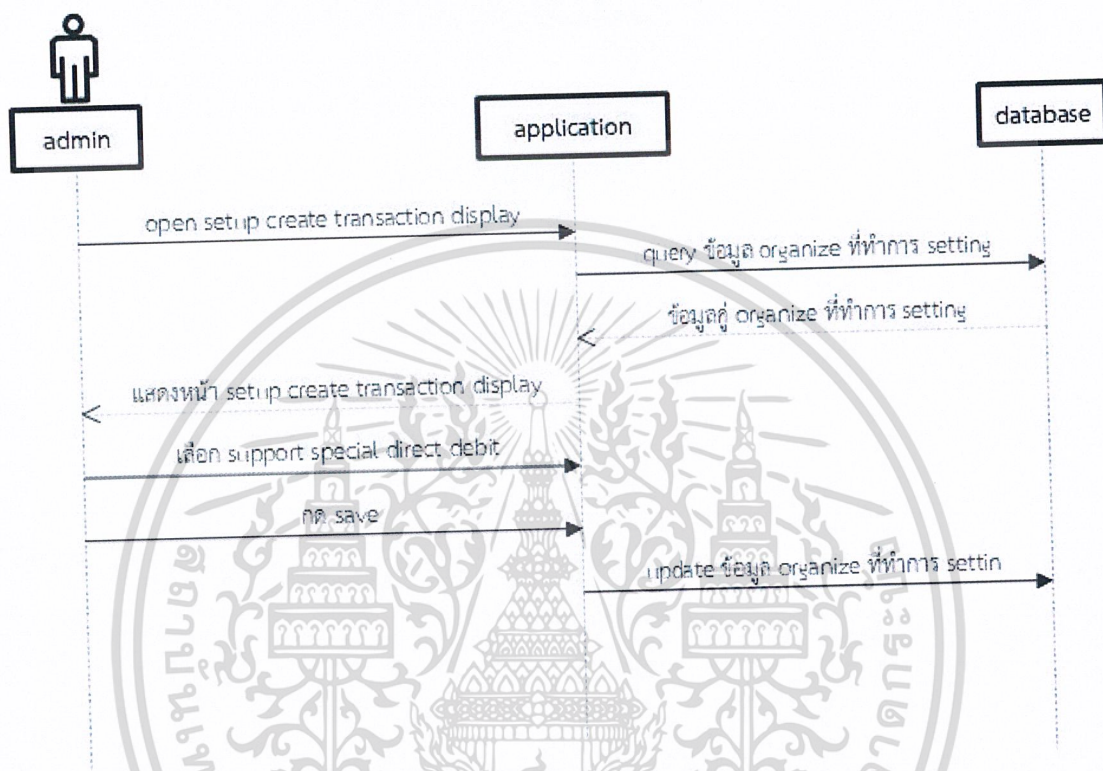 admin
application
database
open setup create transaction display
query ข้อมูล organize ที่ทำการ setting
ข้อมูลคู่ organize ที่ทำการ setting
แสดงหน้า setup create transaction display
เลือก support special direct debit
กด save
update ข้อมูล organize ที่ทำการ settin